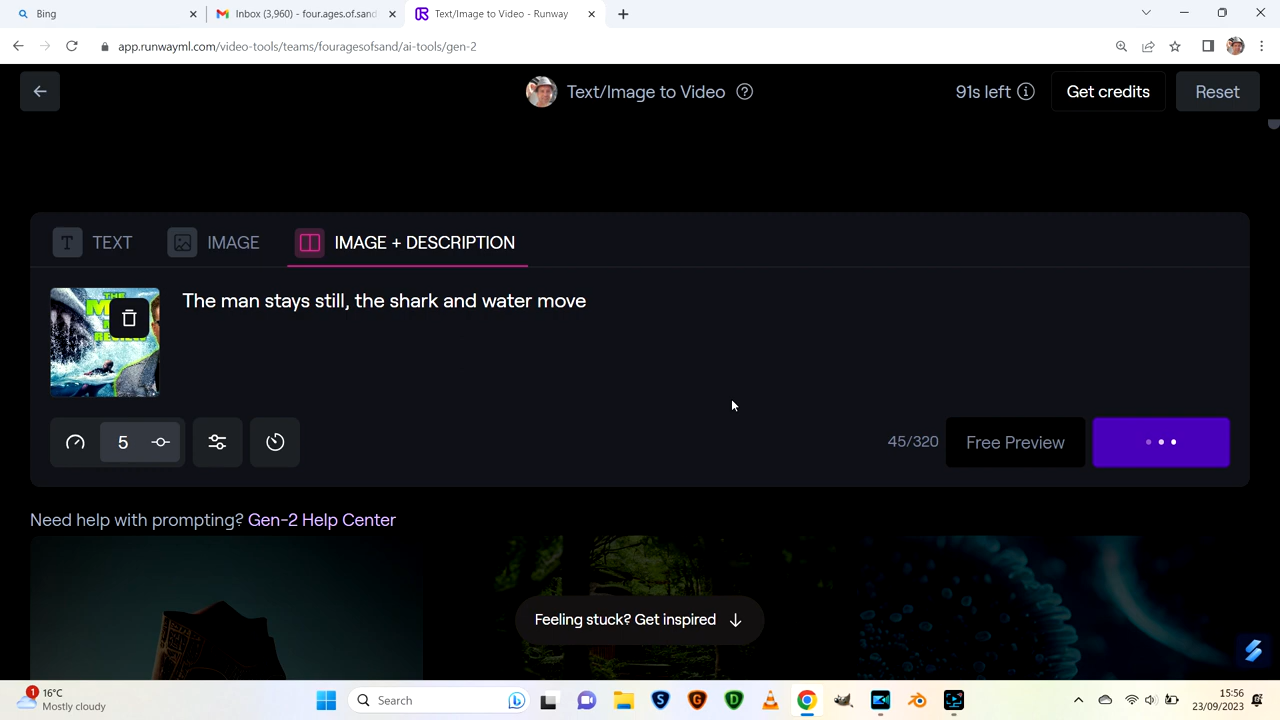 Bing
Inbox (3,960) - four.ages.of.sand
Text/Image to Video - Runway
app.runwayml.com/video-tools/teams/fouragesofsand/ai-tools/gen-2
Text/Image to Video
91s left
Get credits
Reset
TEXT
IMAGE
IMAGE + DESCRIPTION
The man stays still, the shark and water move
THE
5
45/320
Free Preview
Need help with prompting? Gen-2 Help Center
Feeling stuck? Get inspired
1
16°C
Mostly cloudy
Search
15:56
23/09/2023